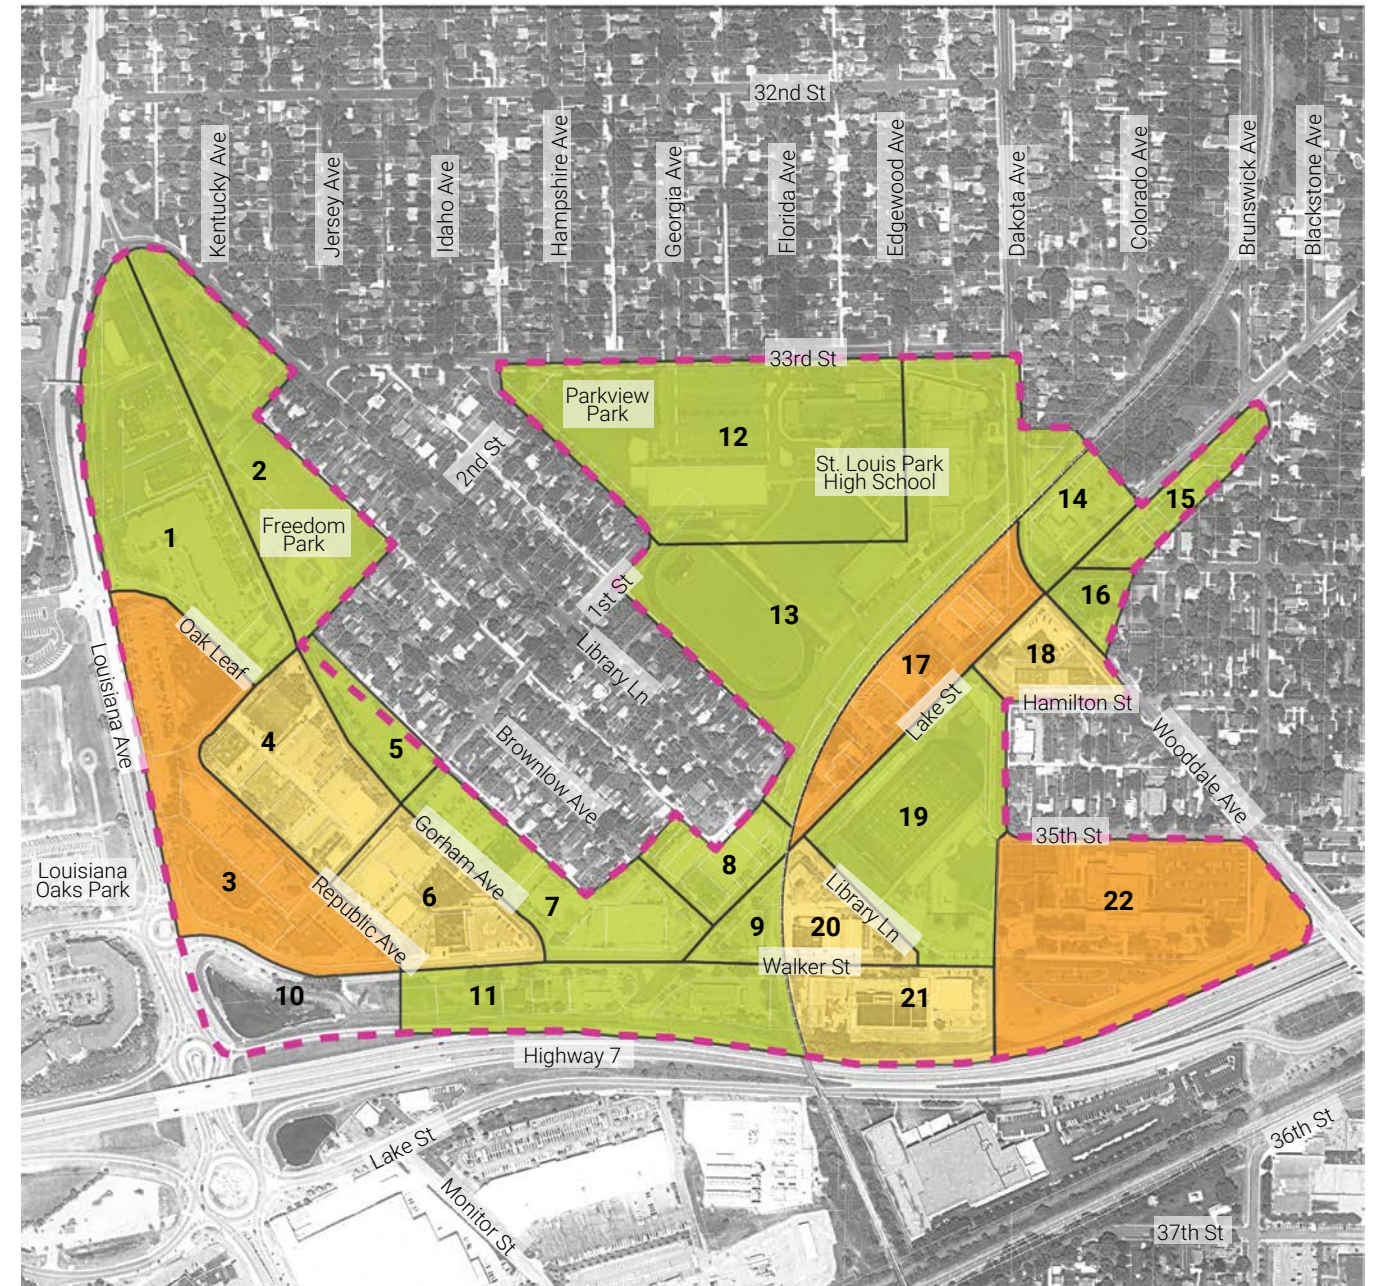 32nd St
Kentucky Ave
Jersey Ave
Idaho Ave
Hampshire Ave
Georgia Ave
Florida Ave
Edgewood Ave
Dakota Ave
Colorado Ave
Brunswick Ave
Blackstone Ave
33rd St
Parkview
Park
12
St. Louis Park
High School
2nd St
2
Freedom
Park
1
14
15
16
1st St
13
Library Ln
Oak Leaf
Louisiana Ave
17
18
Lake St
Hamilton St
4
5
Brownlow Ave
Wooddale Ave
19
35th St
Gorham Ave
8
Louisiana
Oaks Park
3
Republic Ave
6
7
9
20
Library Ln
22
Walker St
10
11
21
Highway 7
Lake St
36th St
Monitor St
37th St